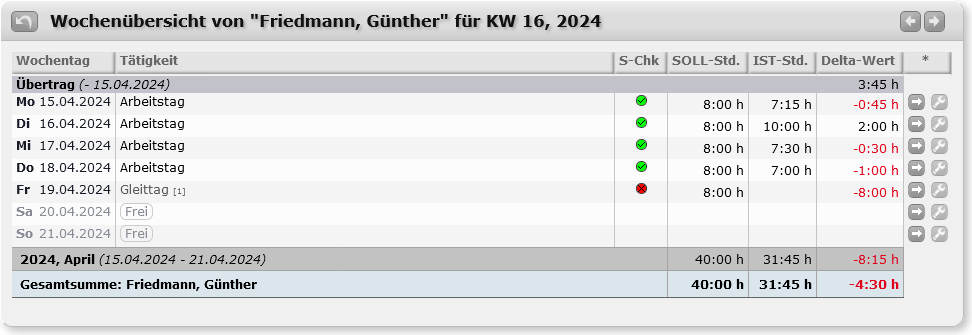 Wochenübersicht von "Friedmann, Günther" für KW 16, 2024
Wochentag Tätigkeit S-Chk SOLL-Std. IST-Std. Delta-Wert *
Übertrag (- 15.04.2024) 3:45 h
Mo 15.04.2024 Arbeitstag 8:00 h 7:15 h -0:45 h
Di 16.04.2024 Arbeitstag 8:00 h 10:00 h 2:00 h
Mi 17.04.2024 Arbeitstag 8:00 h 7:30 h -0:30 h
Do 18.04.2024 Arbeitstag 8:00 h 7:00 h -1:00 h
Fr 19.04.2024 Gleittag [1] 8:00 h -8:00 h
Sa 20.04.2024 Frei
So 21.04.2024 Frei
2024, April (15.04.2024 - 21.04.2024) 40:00 h 31:45 h -8:15 h
Gesamtsumme: Friedmann, Günther 40:00 h 31:45 h -4:30 h